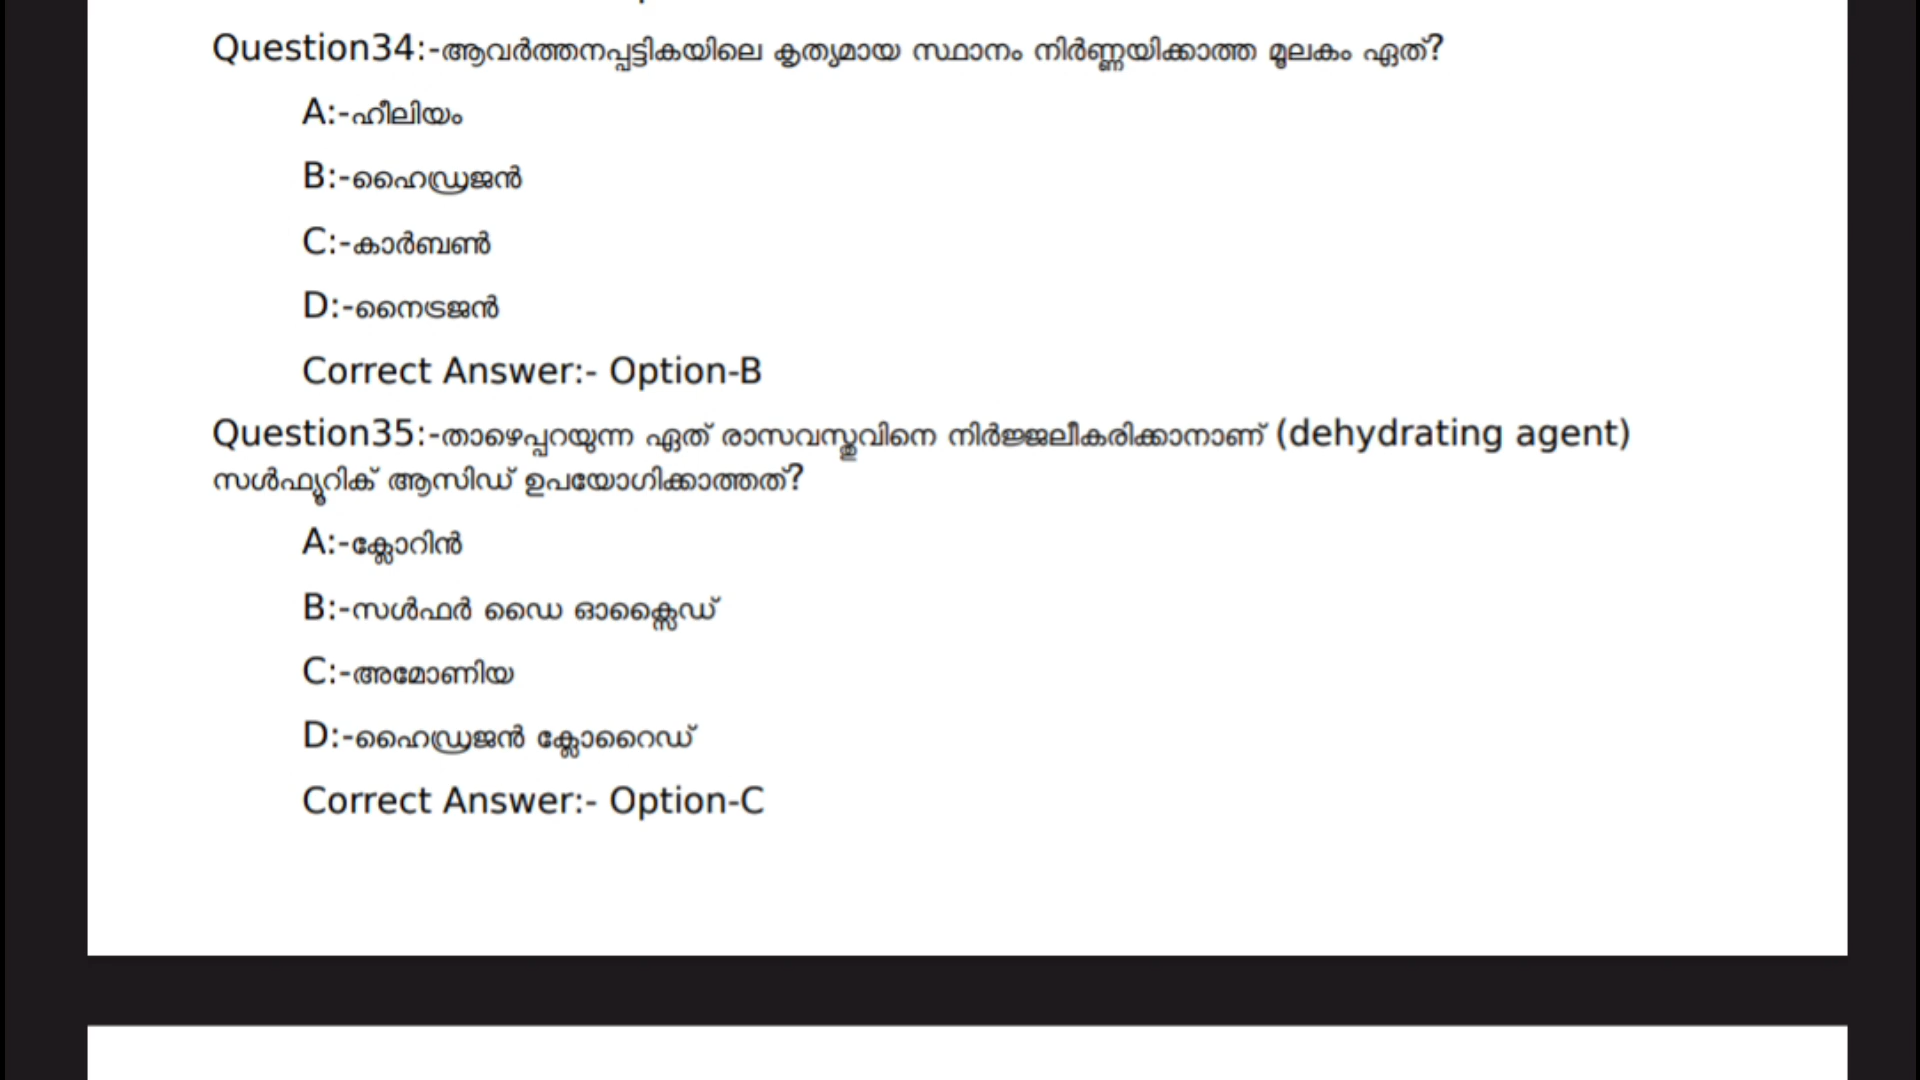 Question34:-ആവർത്തനപ്പട്ടികയിലെ കൃത്യമായ സ്ഥാനം നിർണ്ണയിക്കാത്ത മൂലകം ഏത്?
A:-ഹീലിയം
B:-ഹൈഡ്രജൻ
C:-കാർബൺ
D:-നൈട്രജൻ
Correct Answer:- Option-B
Question35:-താഴെപ്പറയുന്ന ഏത് രാസവസ്തുവിനെ നിർജ്ജലീകരിക്കാനാണ് (dehydrating agent)
സൾഫ്യൂറിക് ആസിഡ് ഉപയോഗിക്കാത്തത്?
A:-ക്ലോറിൻ
B:-സൾഫർ ഡൈ ഓക്സൈഡ്
C:-അമോണിയ
D:-ഹൈഡ്രജൻ ക്ലോറൈഡ്
Correct Answer:- Option-C